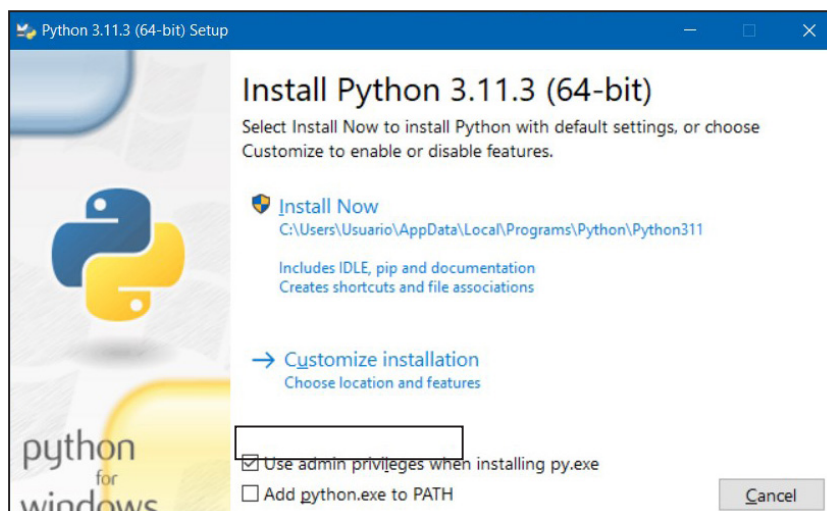 Python 3.11.3 (64-bit) Setup
Install Python 3.11.3 (64-bit)
Select Install Now to install Python with default settings, or choose
Customize to enable or disable features.
Install Now
C:\Users\Usuario\AppData\Local\Programs\Python\Python311
Includes IDLE, pip and documentation
Creates shortcuts and file associations
Customize installation
Choose location and features
python
for
windows
Use admin privileges when installing py.exe
Add python.exe to PATH
Cancel